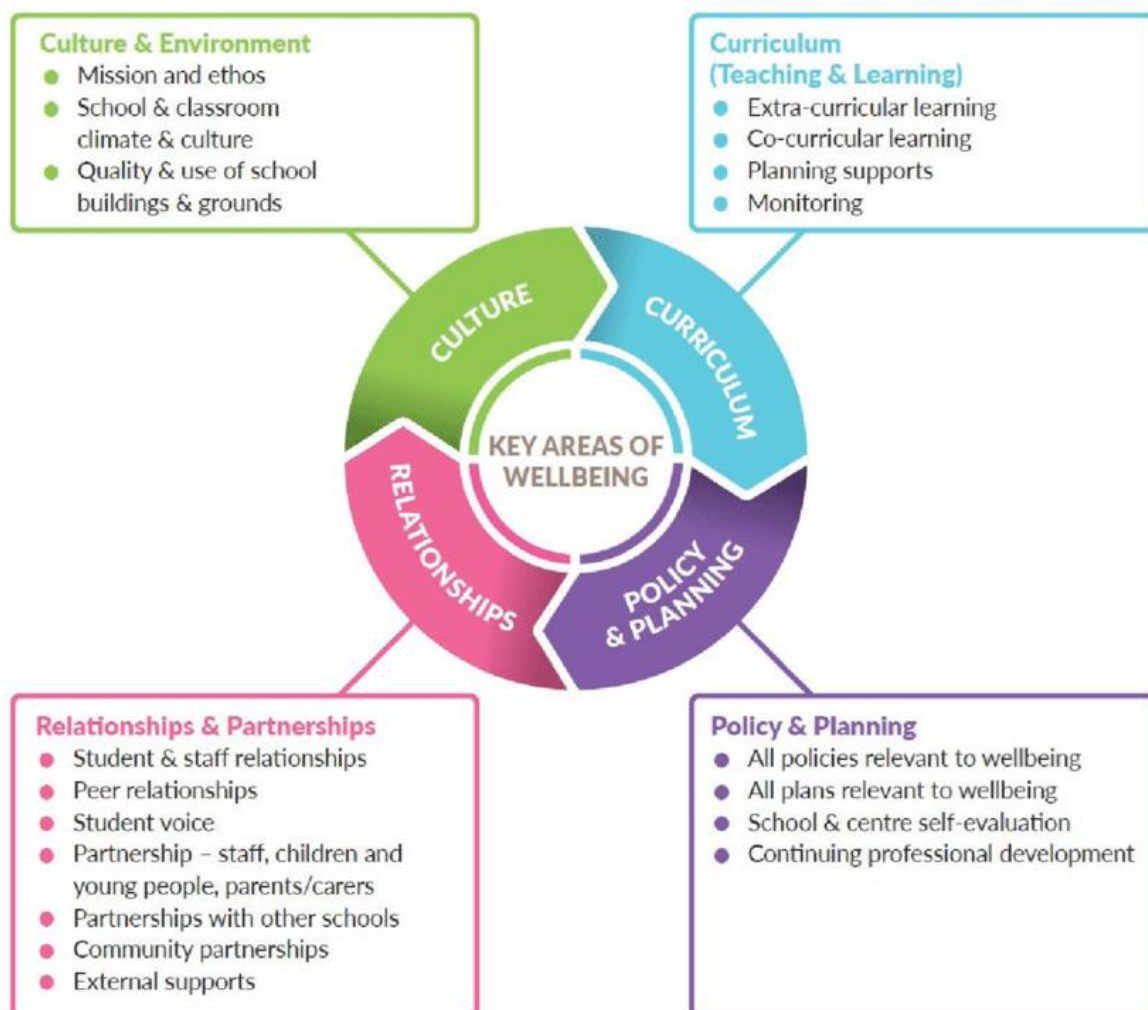 Culture & Environment
Mission and ethos
School & classroom
climate & culture
Quality & use of school
buildings & grounds
Curriculum
(Teaching & Learning)
Extra-curricular learning
Co-curricular learning
Planning supports
Monitoring
CULTURE
CURRICULUM
KEY AREAS OF
WELLBEING
RELATIONSHIPS
POLICY
& PLANNING
Relationships & Partnerships
Student & staff relationships
Peer relationships
Student voice
Partnership – staff, children and
young people, parents/carers
Partnerships with other schools
Community partnerships
External supports
Policy & Planning
All policies relevant to wellbeing
All plans relevant to wellbeing
School & centre self-evaluation
Continuing professional development